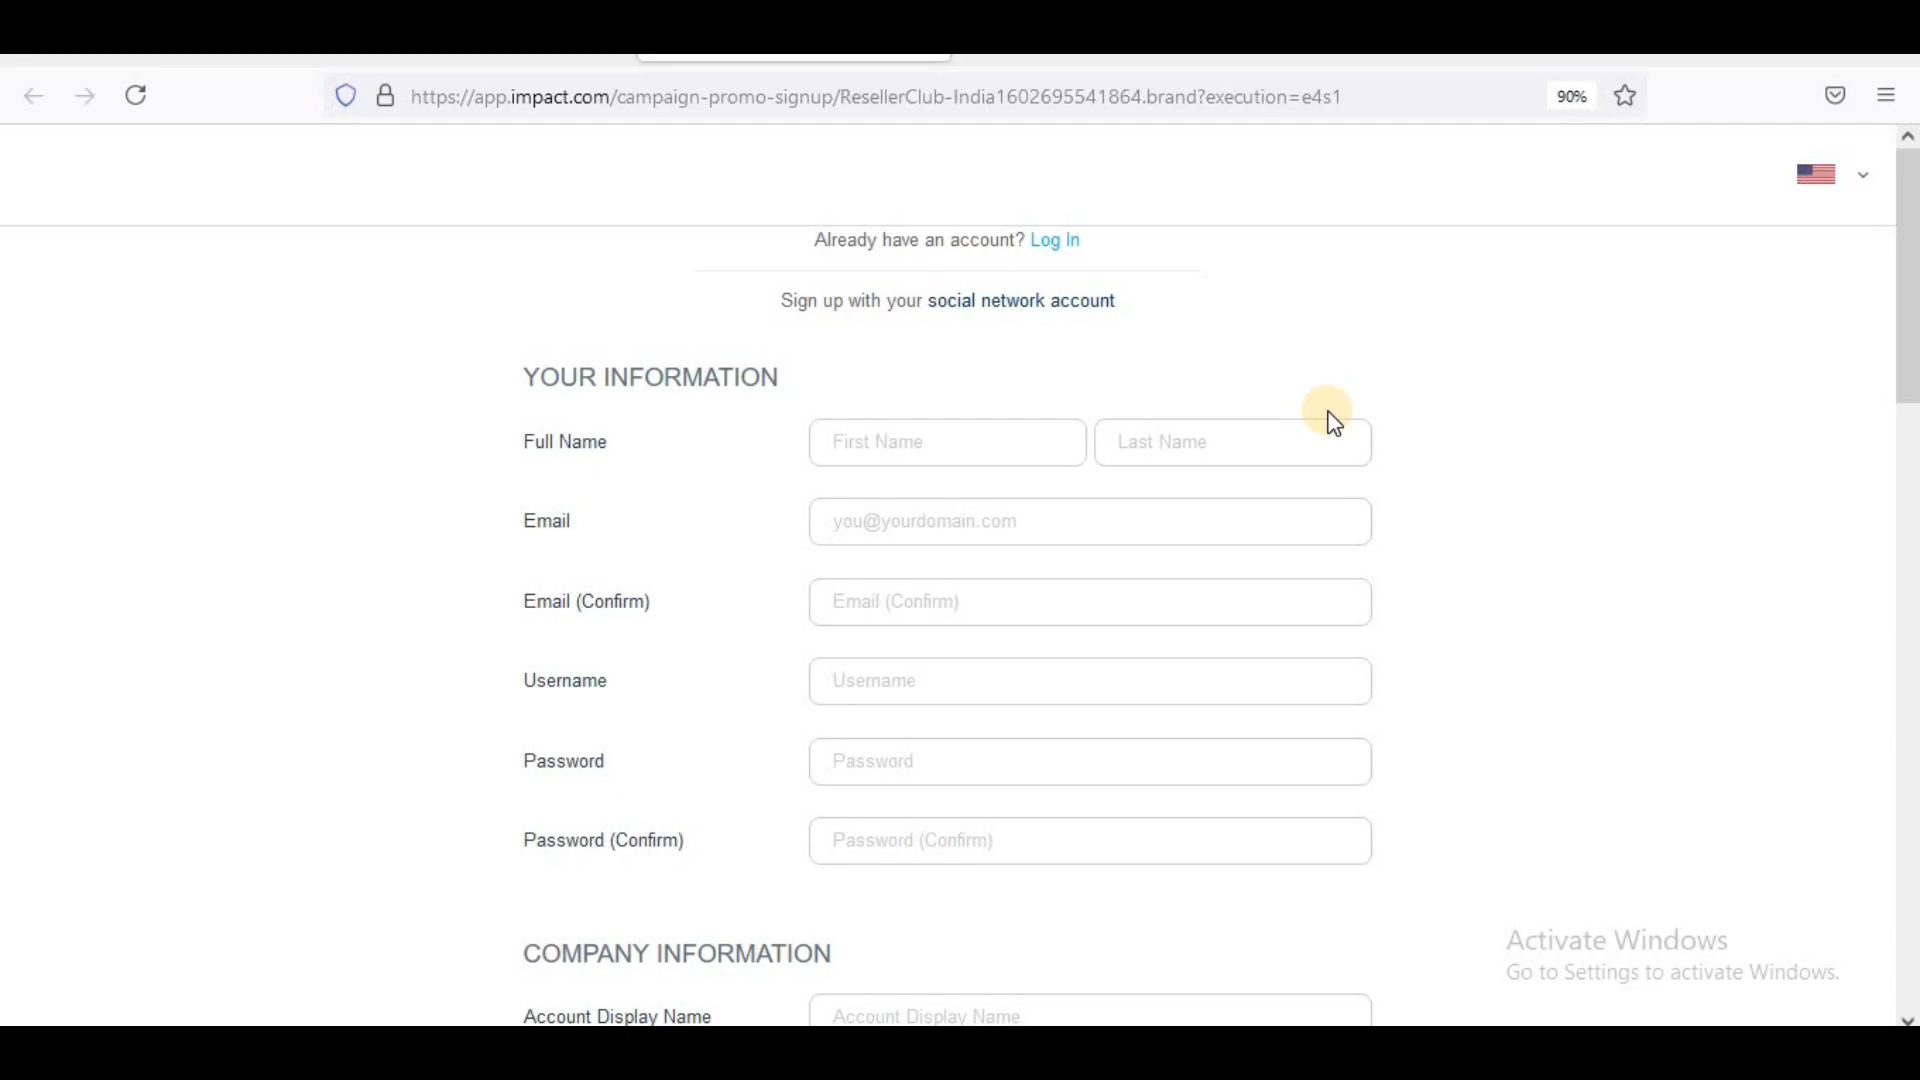 https://app.impact.com/campaign-promo-signup/ResellerClub-India1602695541864.brand?execution=e4s1
90%
Already have an account? Log In
Sign up with your social network account
YOUR INFORMATION
Full Name First Name Last Name
Email you@yourdomain.com
Email (Confirm) Email (Confirm)
Username Username
Password Password
Password (Confirm) Password (Confirm)
COMPANY INFORMATION
Activate Windows
Go to Settings to activate Windows.
Account Display Name Account Display Name